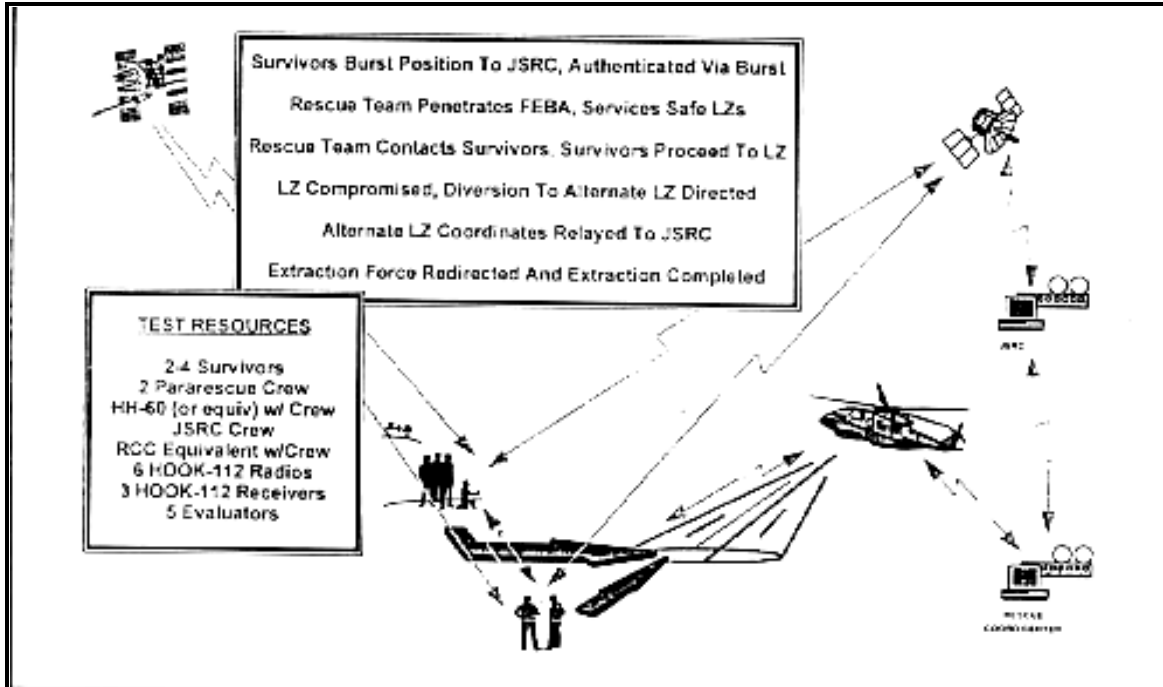 Survivors Burst Position To JSRC, Authenticated Via Burst
Rescue Team Penetrates FEBA, Services Safe LZs
Rescue Team Contacts Survivors, Survivors Proceed To LZ
LZ Compromised, Diversion To Alternate LZ Directed
Alternate LZ Coordinates Relayed To JSRC
Extraction Force Redirected And Extraction Completed
TEST RESOURCES
2-4 Survivors
2 Pararescue Crew
HH-60 (or equiv) w/ Crew
JSRC Crew
RCC Equivalent w/Crew
6 HOOK-112 Radios
3 HOOK-112 Receivers
5 Evaluators
JSRC
RESCUE